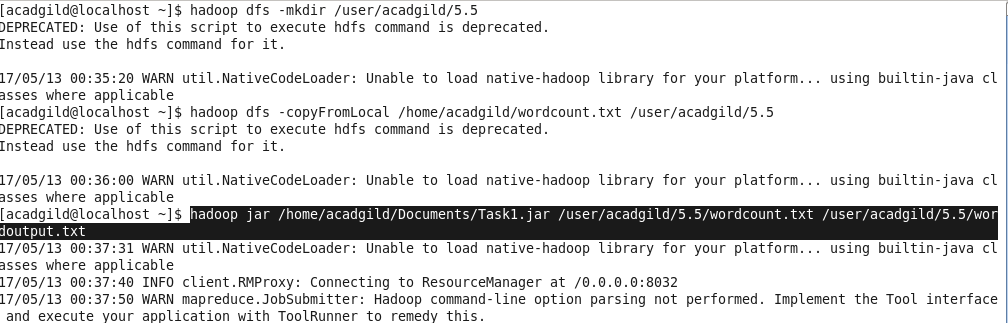 [acadgild@localhost ~]$ hadoop dfs -mkdir /user/acadgild/5.5
DEPRECATED: Use of this script to execute hdfs command is deprecated.
Instead use the hdfs command for it.
17/05/13 00:35:20 WARN util.NativeCodeLoader: Unable to load native-hadoop library for your platform... using builtin-java cl
asses where applicable
[acadgild@localhost ~]$ hadoop dfs -copyFromLocal /home/acadgild/wordcount.txt /user/acadgild/5.5
DEPRECATED: Use of this script to execute hdfs command is deprecated.
Instead use the hdfs command for it.
17/05/13 00:36:00 WARN util.NativeCodeLoader: Unable to load native-hadoop library for your platform... using builtin-java cl
asses where applicable
[acadgild@localhost ~]$ hadoop jar /home/acadgild/Documents/Task1.jar /user/acadgild/5.5/wordcount.txt /user/acadgild/5.5/wor
doutput.txt
17/05/13 00:37:31 WARN util.NativeCodeLoader: Unable to load native-hadoop library for your platform... using builtin-java cl
asses where applicable
17/05/13 00:37:40 INFO client.RMProxy: Connecting to ResourceManager at /0.0.0.0:8032
17/05/13 00:37:50 WARN mapreduce.JobSubmitter: Hadoop command-line option parsing not performed. Implement the Tool interface
 and execute your application with ToolRunner to remedy this.